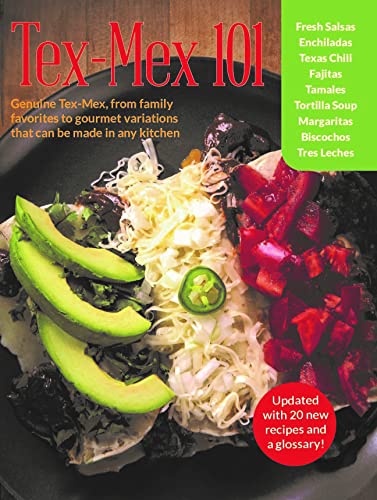 Tex-Mex 101
Genuine Tex-Mex, from family
favorites to gourmet variations
that can be made in any kitchen
Fresh Salsas
Enchiladas
Texas Chili
Fajitas
Tamales
Tortilla Soup
Margaritas
Biscochos
Tres Leches
Updated
with 20 new
recipes and
a glossary!